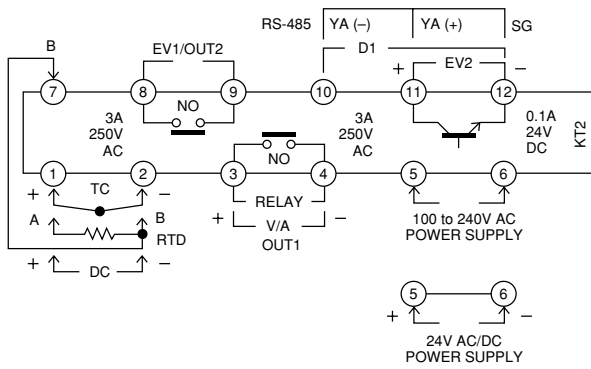 RS-485 YA (–) YA (+) SG
B EV1/OUT2 D1
+ EV2 –
7 8 9 10 11 12
3A
250V
AC
NO
3A
250V
AC
0.1A
24V
DC
KT2
NO
1 2 3 4 5 6
+ TC –
RELAY
A B
+ V/A –
OUT1
100 to 240V AC
POWER SUPPLY
RTD
+ DC –
5 6
+ –
24V AC/DC
POWER SUPPLY